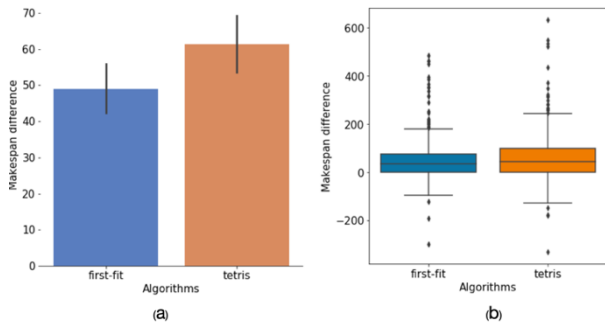 70
60
50
40
30
20
10
0
Makespan difference
first-fit
tetris
Algorithms
(a)
600
400
200
0
−200
Makespan difference
first-fit
tetris
Algorithms
(b)